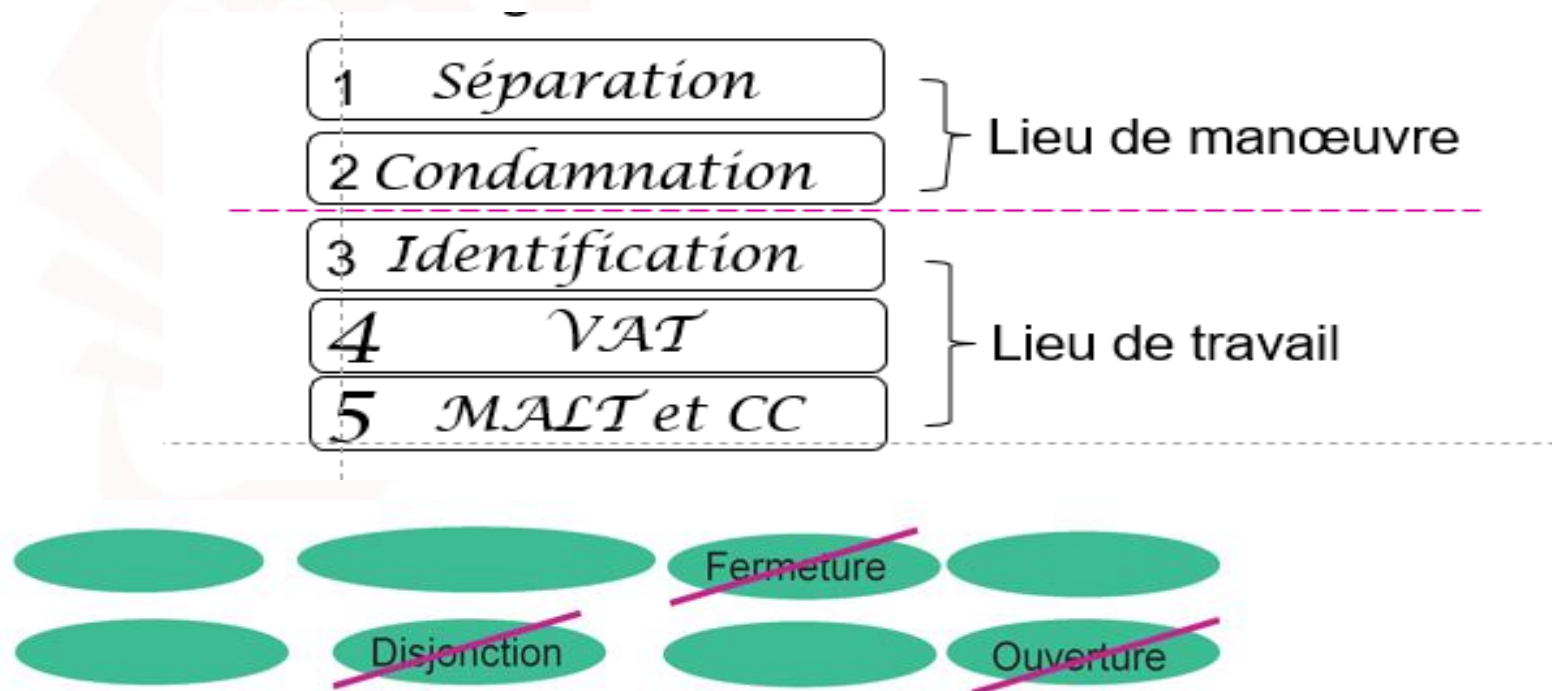 1 Séparation
2 Condamnation
Lieu de manœuvre
3 Identification
4 VAT
5 MALT et CC
Lieu de travail
Fermeture
Disjonction
Ouverture